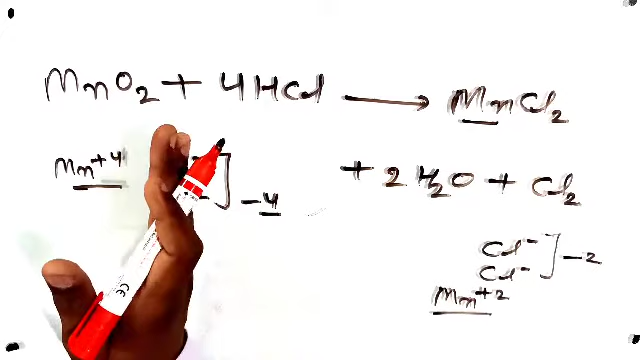 MnO2 + 4HCl → MnCl2
+ 2H2O + Cl2
Mn+4
-4
Cl-
Cl-
] -2
Mn+2